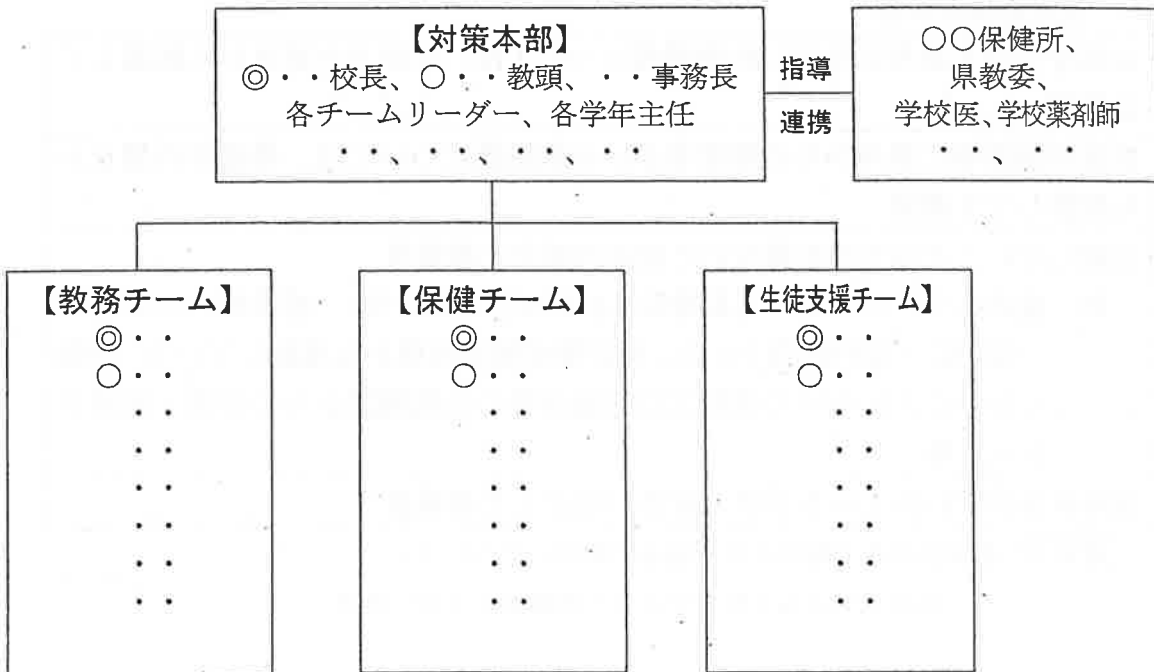 【対策本部】
◎・・校長、○・・教頭、・・事務長
各チームリーダー、各学年主任
・・、・・、・・、・・
指導
連携
○○保健所、
県教委、
学校医、学校薬剤師
・・、・・
【教務チーム】
◎・・
○・・
・・
・・
・・
・・
・・
・・
【保健チーム】
◎・・
○・・
・・
・・
・・
・・
・・
・・
【生徒支援チーム】
◎・・
○・・
・・
・・
・・
・・
・・
・・